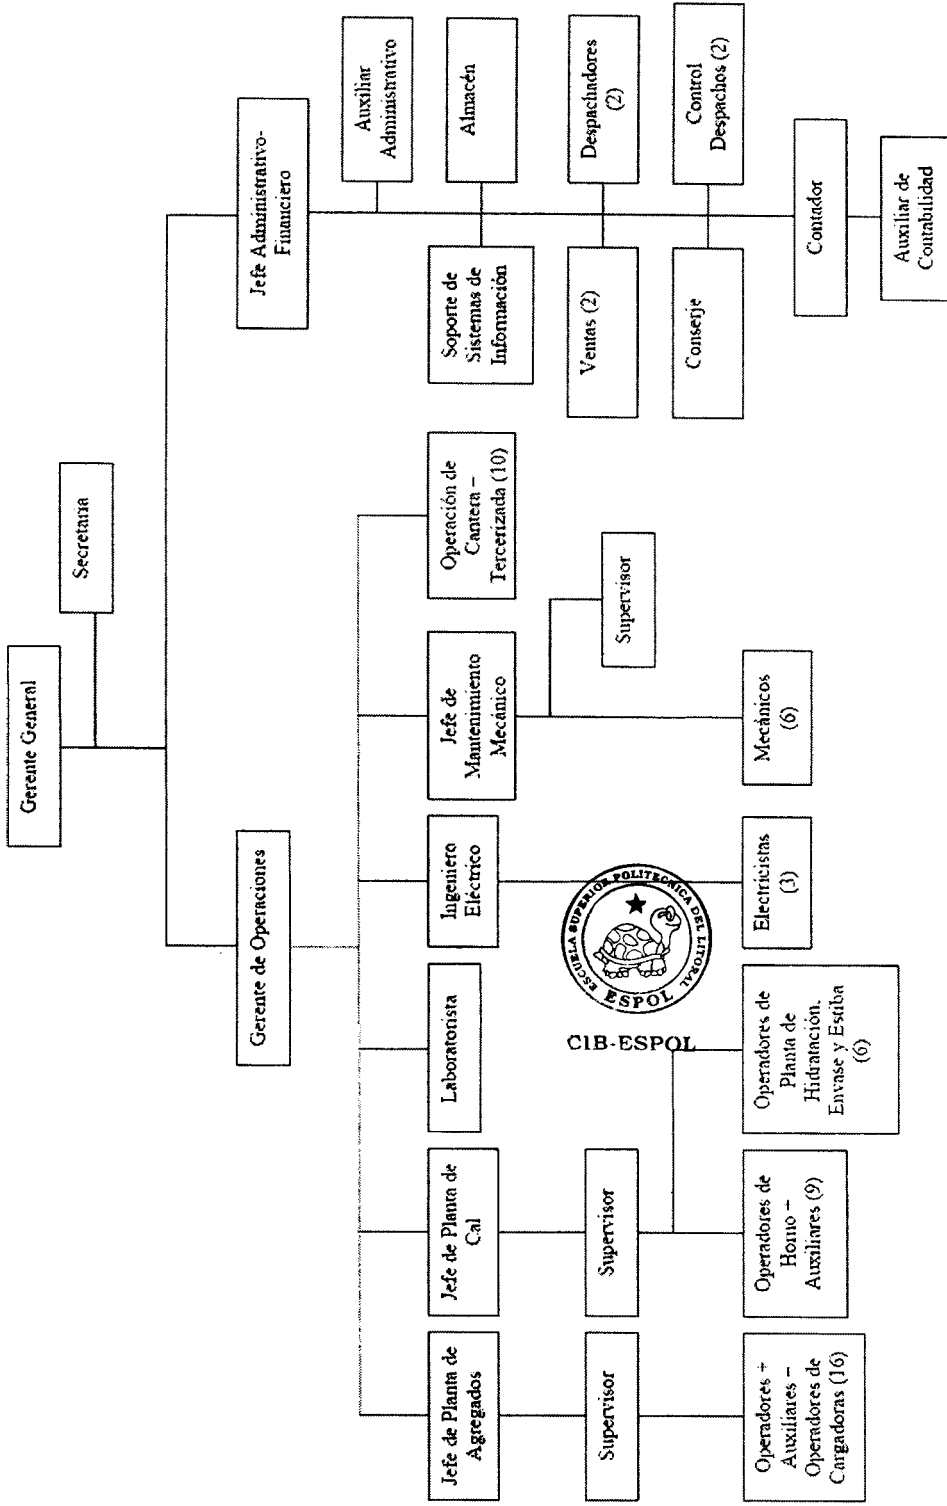 Gerente General
Secretaria
Gerente de Operaciones
Jefe Administrativo-
Financiero
Auxiliar
Administrativo
Soporte de
Sistemas de
Información
Almacén
Ventas (2)
Despachadores
(2)
Conserje
Control
Despachos (2)
Contador
Auxiliar de
Contabilidad
Jefe de Planta de
Agregados
Jefe de Planta de
Cal
Laboratorista
Ingeniero
Eléctrico
Jefe de
Mantenimiento
Mecánico
Operación de
Cantera –
Tercerizada (10)
Supervisor
Supervisor
Supervisor
Operadores +
Auxiliares –
Operadores de
Cargadoras (16)
Operadores de
Horno –
Auxiliares (9)
Operadores de
Planta de
Hidratación.
Envase y Estiba
(6)
Electricistas
(3)
Mecánicos
(6)
ESCUELA SUPERIOR POLITECNICA DEL LITORAL
ESPOL
CIB-ESPOL